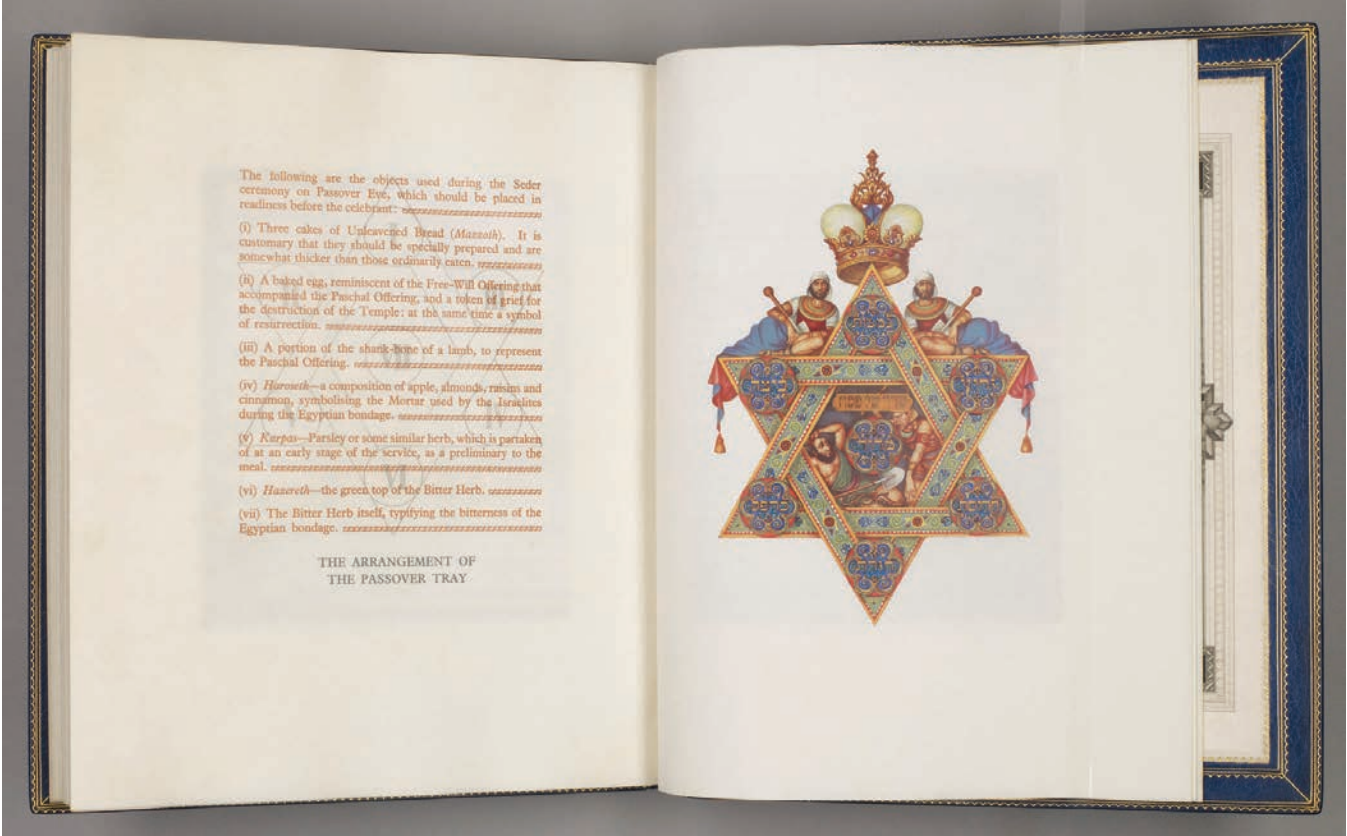 The following are the objects used during the Seder
ceremony on Passover Eve, which should be placed in
readiness before the celebrant:
(i) Three cakes of Unleavened Bread (Mazzoth). It is
customary that they should be specially prepared and are
somewhat thicker than those ordinarily eaten.
(ii) A baked egg, reminiscent of the Free-Will Offering that
accompanied the Paschal Offering, and a token of grief for
the destruction of the Temple: at the same time a symbol
of resurrection.
(iii) A portion of the shank-bone of a lamb, to represent
the Paschal Offering.
(iv) Haroseth—a composition of apple, almonds, raisins and
cinnamon, symbolising the Mortar used by the Israelites
during the Egyptian bondage.
(v) Karpas—Parsley or some similar herb, which is partaken
of at an early stage of the service, as a preliminary to the
meal.
(vi) Hazereth—the green top of the Bitter Herb.
(vii) The Bitter Herb itself, typifying the bitterness of the
Egyptian bondage.
THE ARRANGEMENT OF
THE PASSOVER TRAY